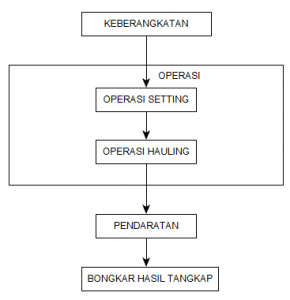 KEBERANGKATAN
OPERASI
OPERASI SETTING
OPERASI HAULING
PENDARATAN
BONGKAR HASIL TANGKAP